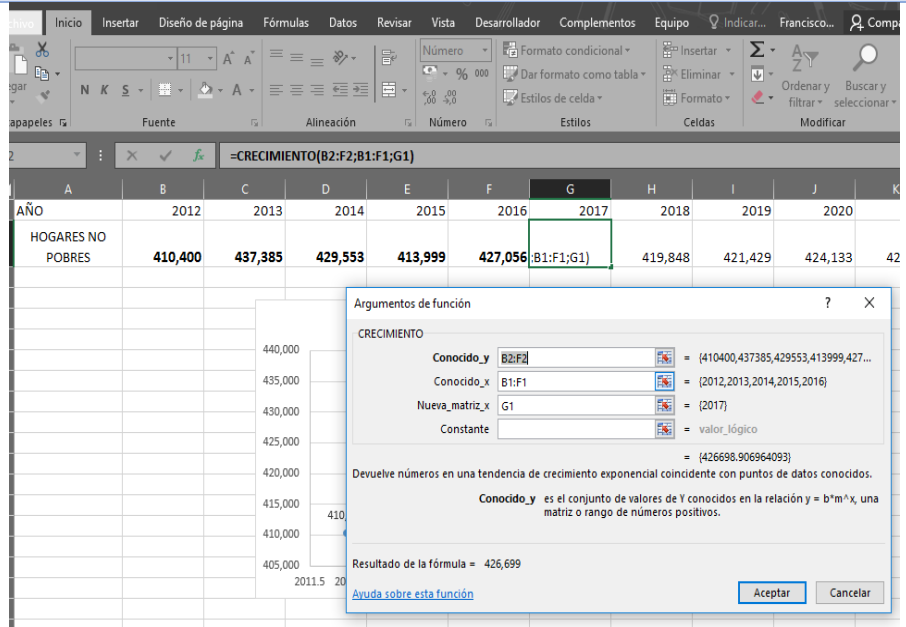 Inicio Insertar Diseño de página Fórmulas Datos Revisar Vista Desarrollador Complementos Equipo Indicar... Francisco... Compa
11 A A Número Formato condicional Insertar Σ
% 000 Dar formato como tabla Eliminar
N K S A Estilos de celda Formato Ordenar y filtrar Buscar y seleccionar
apapeles Fuente Alineación Número Estilos Celdas Modificar
fx =CRECIMIENTO(B2:F2;B1:F1;G1)
A B C D E F G H I J K
AÑO 2012 2013 2014 2015 2016 2017 2018 2019 2020
HOGARES NO
POBRES 410,400 437,385 429,553 413,999 427,056 :B1:F1;G1) 419,848 421,429 424,133 42
Argumentos de función ? X
CRECIMIENTO
Conocido_y B2:F2 = {410400,437385,429553,413999,427...
Conocido_x B1:F1 = {2012,2013,2014,2015,2016}
Nueva_matriz_x G1 = {2017}
Constante = valor_lógico
= {426698.906964093}
Devuelve números en una tendencia de crecimiento exponencial coincidente con puntos de datos conocidos.
Conocido_y es el conjunto de valores de Y conocidos en la relación y = b*m^x, una
matriz o rango de números positivos.
Resultado de la fórmula = 426,699
Ayuda sobre esta función Aceptar Cancelar
440,000
435,000
430,000
425,000
420,000
415,000
410,
410,000
405,000
2011.5 20